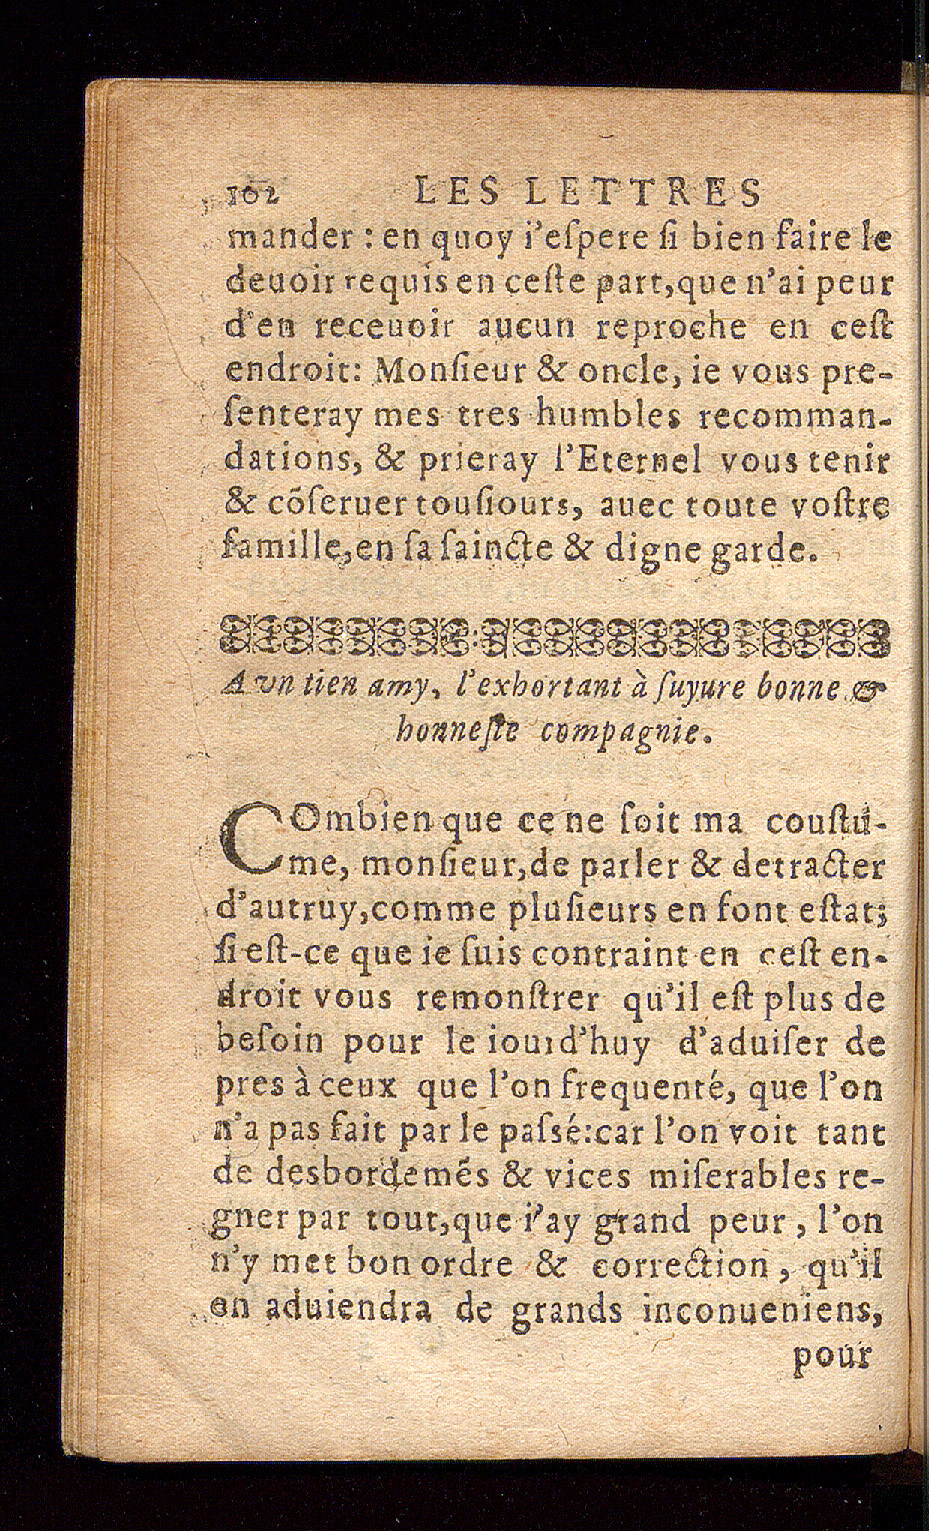 102 LES LETTRES
mander : en quoy i'eſpere ſi bien faire le
deuoir requis en ceſte part, que n'ai peur
d'en receuoir aucun reproche en ceſt
endroit: Monſieur & oncle, ie vous pre-
ſenteray mes tres humbles recomman-
dations, & prieray l'Eternel vous tenir
& cõſeruer touſiours, auec toute voſtre
famille, en ſa ſaincte & digne garde.
A vn tien amy, l'exhortant à ſuyure bonne &
honneſte compagnie.
COmbien que ce ne ſoit ma couſtu-
me, monſieur, de parler & detracter
d'autruy, comme pluſieurs en font eſtat;
ſi eſt-ce que ie ſuis contraint en ceſt en-
droit vous remonſtrer qu'il eſt plus de
beſoin pour le iourd'huy d'aduiſer de
pres à ceux que l'on frequenté, que l'on
n'a pas fait par le paſſé: car l'on voit tant
de desbordemẽs & vices miſerables re-
gner par tout, que i'ay grand peur, l'on
n'y met bon ordre & correction, qu'il
en aduiendra de grands inconueniens,
pour